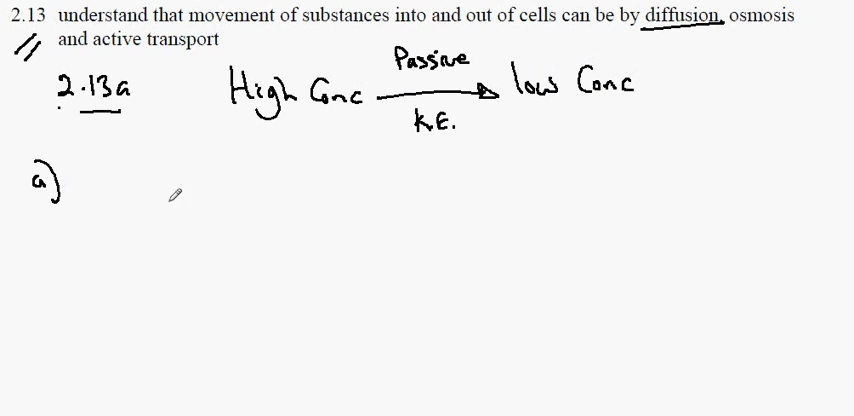 2.13 understand that movement of substances into and out of cells can be by diffusion, osmosis
and active transport
Passive
2.13a High Conc low Conc
K.E.
a)